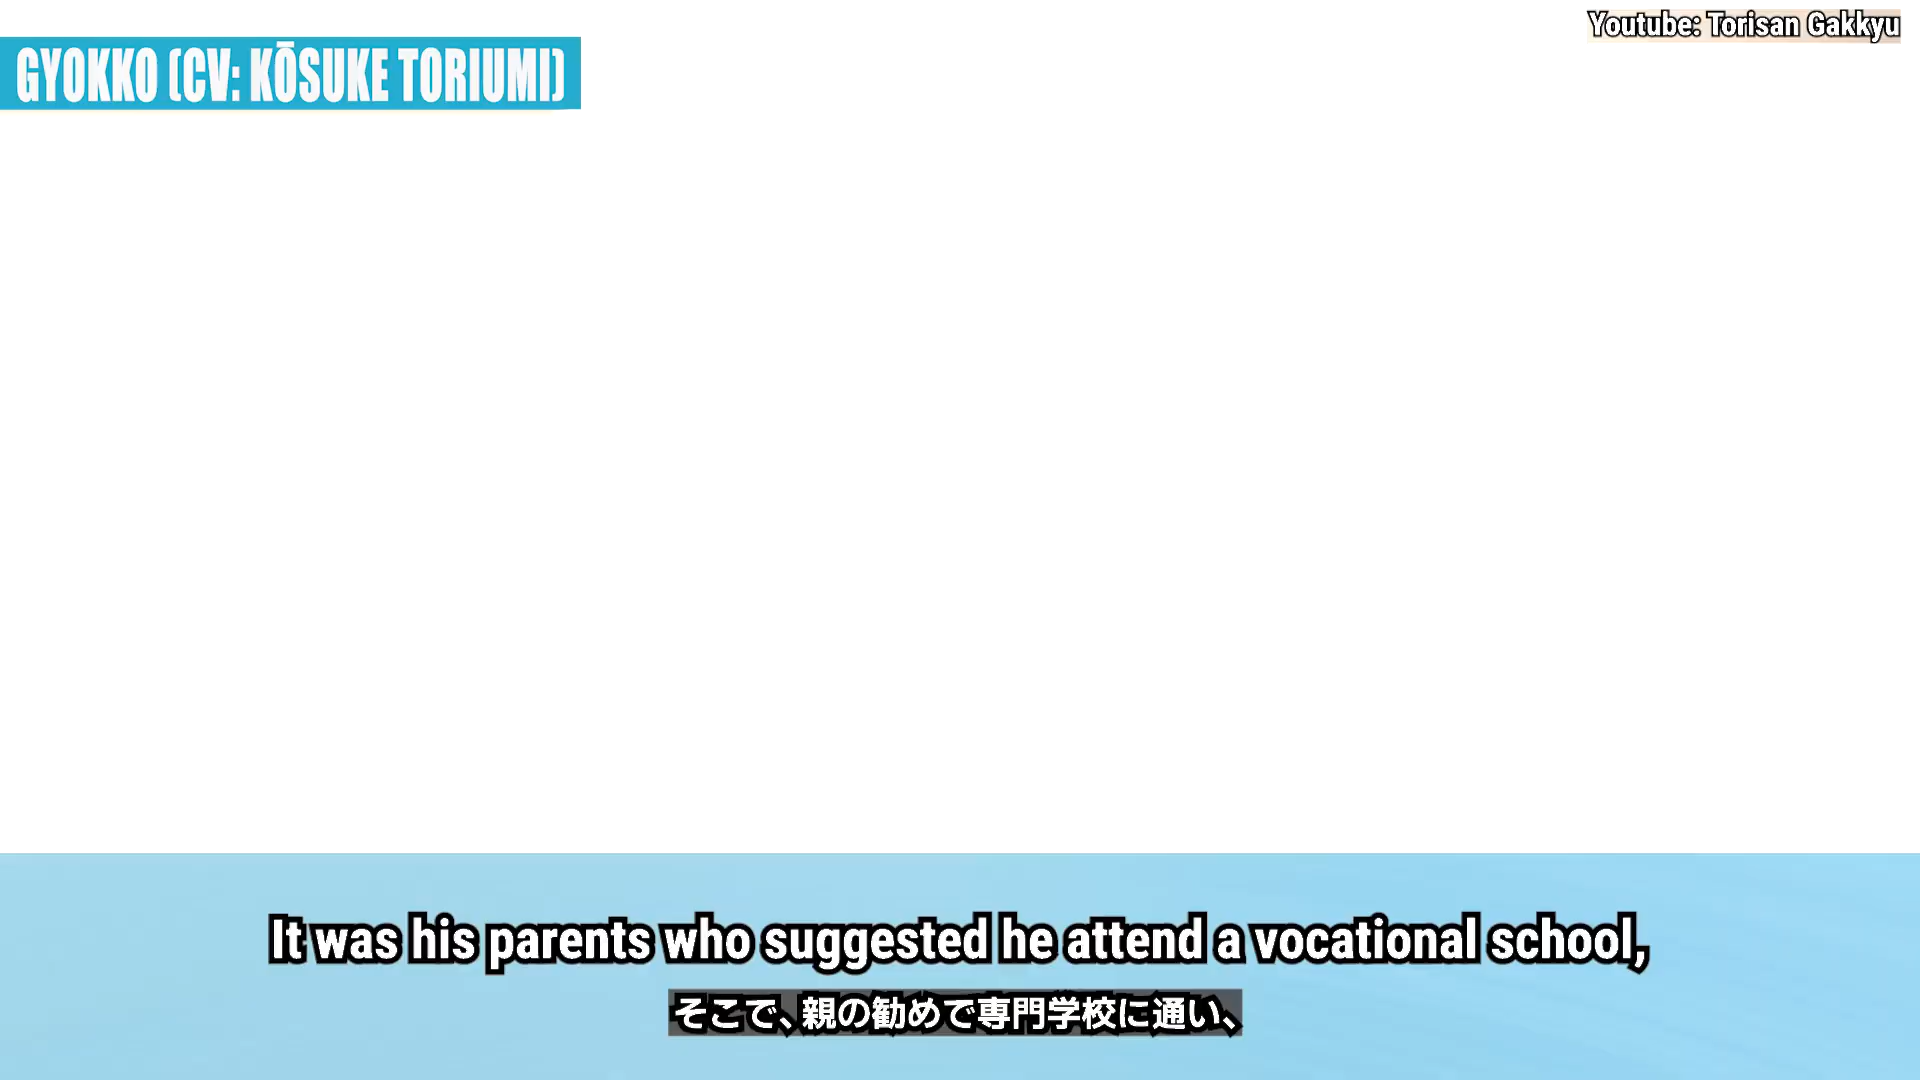 Youtube: Torisan Gakkyu
GYOKKO (CV: KŌSUKE TORIUMI)
It was his parents who suggested he attend a vocational school,
そこで、親の勧めで専門学校に通い、